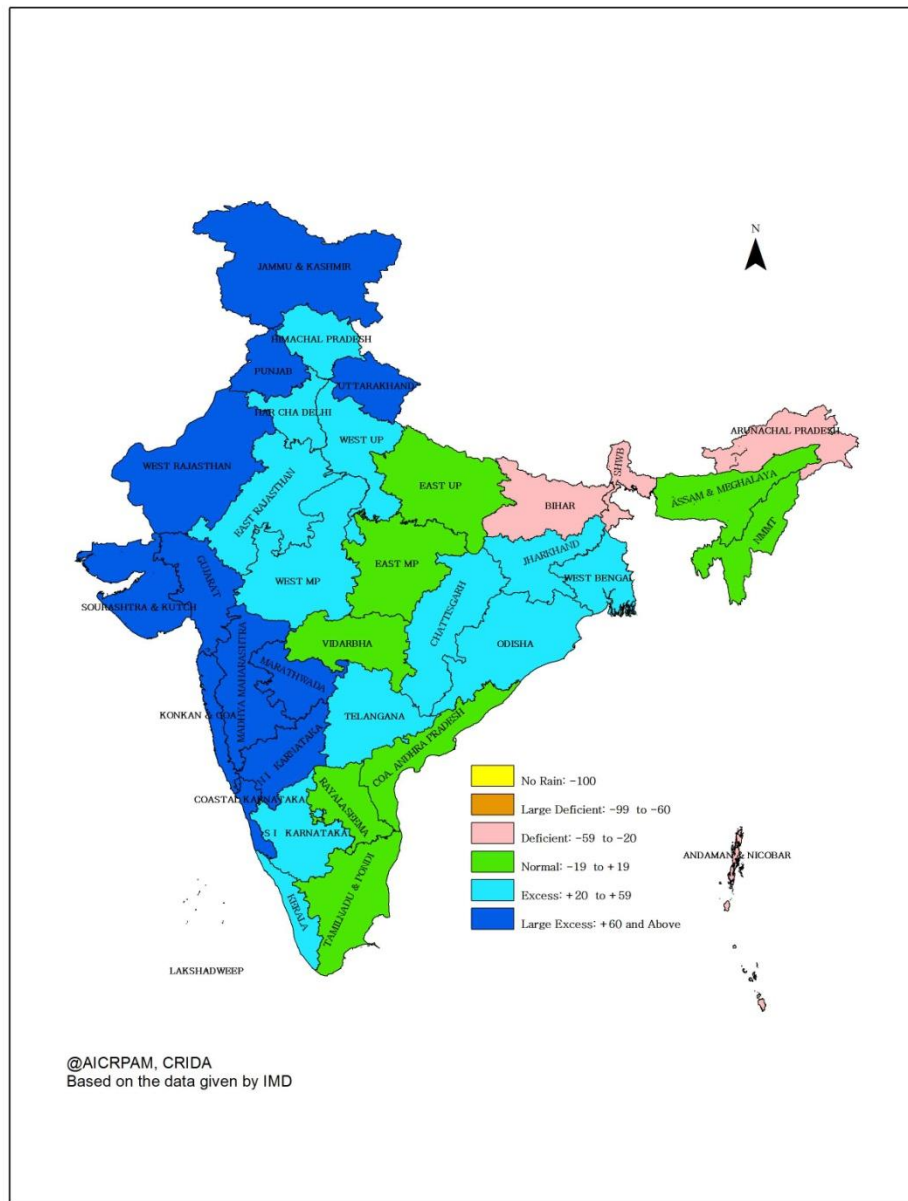 N
JAMMU & KASHMIR
HIMACHAL PRADESH
PUNJAB
UTTARAKHAND
HAR CHA DELHI
WEST UP
ARUNACHAL PRADESH
WEST RAJASTHAN
SHWB
EAST RAJASTHAN
EAST UP
ASSAM & MEGHALAYA
BIHAR
NMMT
GUJARAT
WEST MP
EAST MP
JHARKHAND
WEST BENGAL
SOURASHTRA & KUTCH
CHATTISGARH
VIDARBHA
ODISHA
MADHYA MAHARASHTRA
MARATHWADA
KONKAN & GOA
TELANGANA
COA. ANDHRA PRADESH
N I KARNATAKA
COASTAL KARNATAKA
RAYALASEEMA
S I KARNATAKA
KERALA
TAMILNADU & PONDI
ANDAMAN & NICOBAR
LAKSHADWEEP
No Rain: -100
Large Deficient: -99 to -60
Deficient: -59 to -20
Normal: -19 to +19
Excess: +20 to +59
Large Excess: +60 and Above
@AICRPAM, CRIDA
Based on the data given by IMD